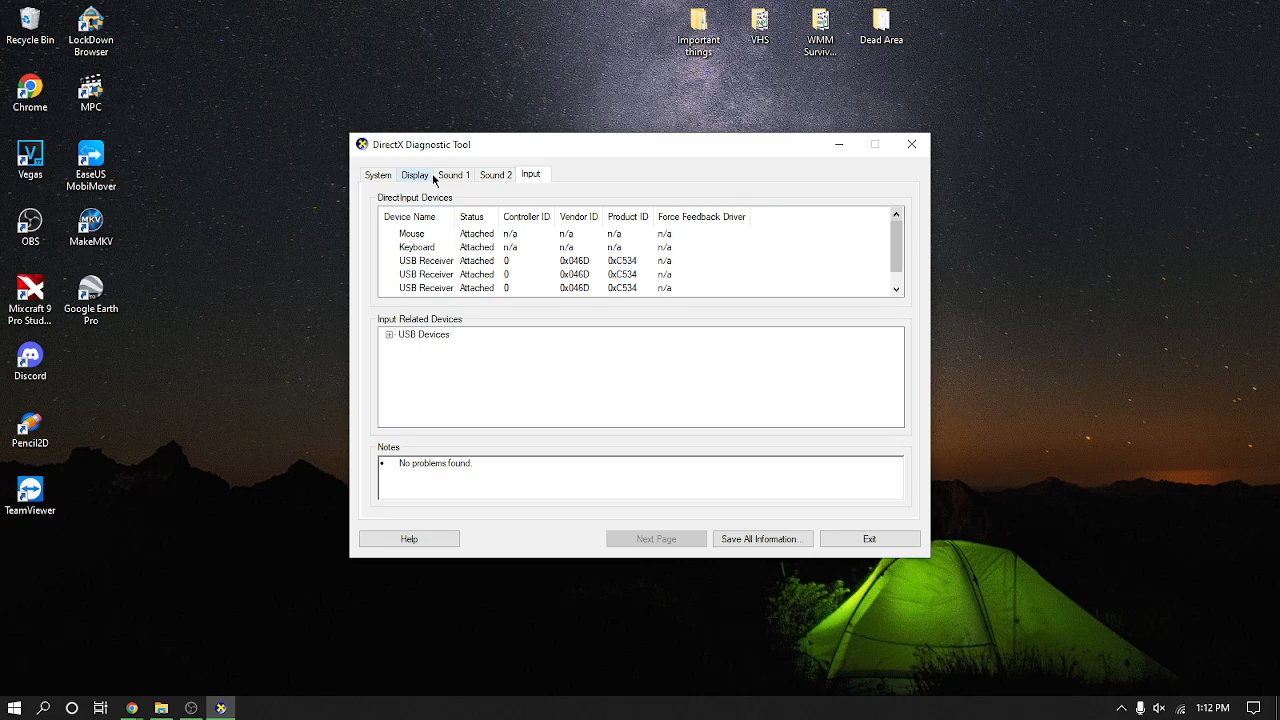 Recycle Bin
LockDown
Browser
Important
things
VHS
WMM
Surviv...
Dead Area
Chrome
MPC
Vegas
EaseUS
MobiMover
OBS
MKV
MakeMKV
Mixcraft 9
Pro Stud...
Google Earth
Pro
PRO
Discord
Pencil2D
TeamViewer
DirectX Diagnostic Tool
System Display Sound 1 Sound 2 Input
DirectInput Devices
Device Name Status Controller ID Vendor ID Product ID Force Feedback Driver
Mouse Attached n/a n/a n/a n/a
Keyboard Attached n/a n/a n/a n/a
USB Receiver Attached 0 0x046D 0xC534 n/a
USB Receiver Attached 0 0x046D 0xC534 n/a
USB Receiver Attached 0 0x046D 0xC534 n/a
Input Related Devices
USB Devices
Notes
• No problems found.
Help Next Page Save All Information... Exit
1:12 PM